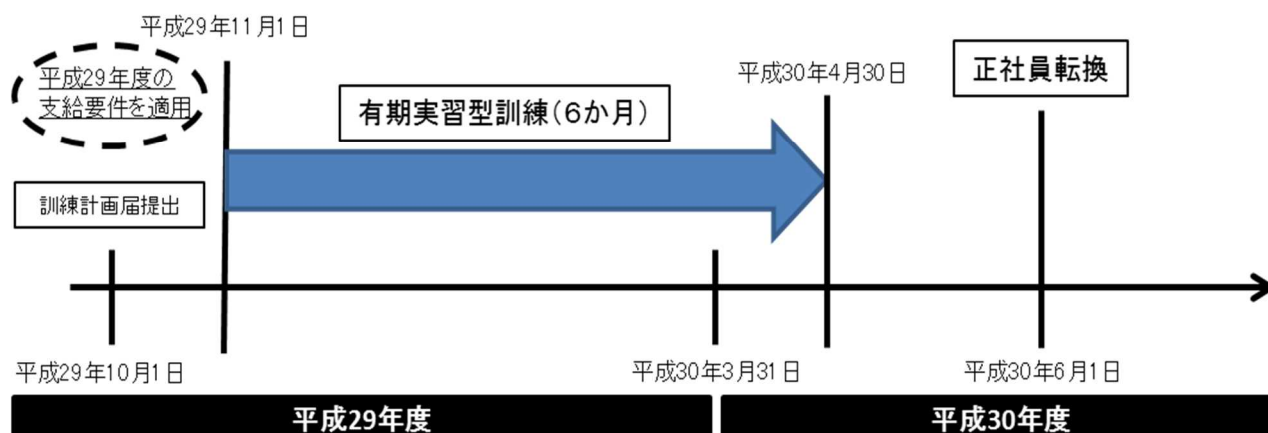 平成29年11月1日
平成29年度の
支給要件を適用
平成30年4月30日
正社員転換
有期実習型訓練(6か月)
訓練計画届提出
平成29年10月1日
平成30年3月31日
平成30年6月1日
平成29年度
平成30年度